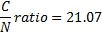 C/N ratio = 21.07